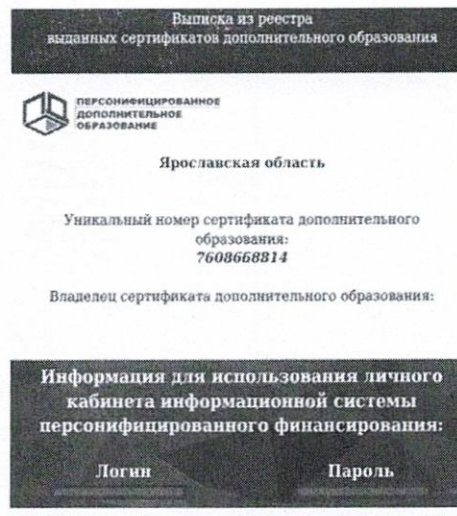 Выписка из реестра
выданных сертификатов дополнительного образования
ПЕРСОНИФИЦИРОВАННОЕ
ДОПОЛНИТЕЛЬНОЕ
ОБРАЗОВАНИЕ
Ярославская область
Уникальный номер сертификата дополнительного
образования:
7608668814
Владелец сертификата дополнительного образования:
Информация для использования личного
кабинета информационной системы
персонифицированного финансирования:
Логин Пароль